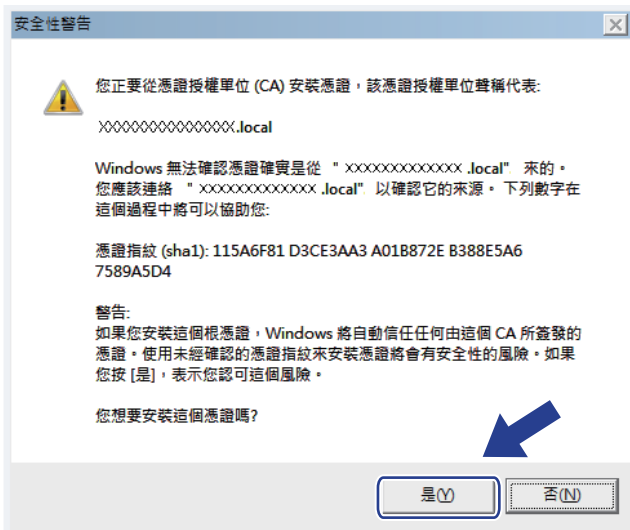 安全性警告
您正要從憑證授權單位 (CA) 安裝憑證，該憑證授權單位聲稱代表:
XXXXXXXXXXXXXXX.local
Windows 無法確認憑證確實是從 "XXXXXXXXXXXXX .local" 來的。
您應該連絡 "XXXXXXXXXXXXX .local" 以確認它的來源。下列數字在
這個過程中將可以協助您:
憑證指紋 (sha1): 115A6F81 D3CE3AA3 A01B872E B388E5A6
7589A5D4
警告:
如果您安裝這個根憑證，Windows 將自動信任任何由這個 CA 所簽發的
憑證。使用未經確認的憑證指紋來安裝憑證將會有安全性的風險。如果
您按 [是]，表示您認可這個風險。
您想要安裝這個憑證嗎?
是(Y) 否(N)